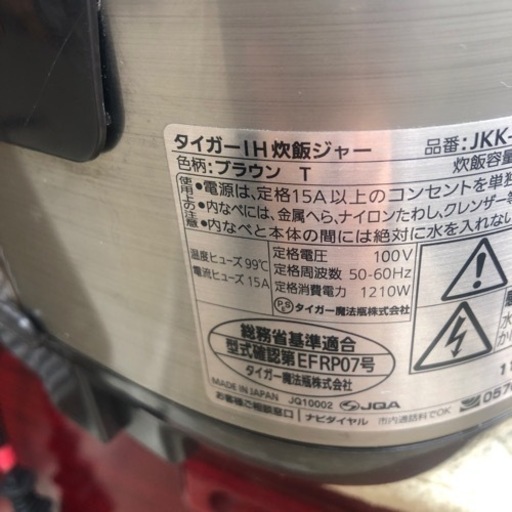 タイガーIH炊飯ジャー 品番:JKK-
色柄:ブラウン T 炊飯容量
使用上の注意
•電源は、定格15A以上のコンセントを単独
•内なべには、金属へら、ナイロンたわし、クレンザー等
•内なべと本体の間には絶対に水を入れない
温度ヒューズ 99℃
電流ヒューズ 15A
定格電圧 100V
定格周波数 50-60Hz
定格消費電力 1210W
PSE タイガー魔法瓶株式会社
総務省基準適合
型式確認第EFRP07号
タイガー魔法瓶株式会社
MADE IN JAPAN JQ10002 JQA
お客様ご相談窓口 ナビダイヤル 市内通話料でOK 0570